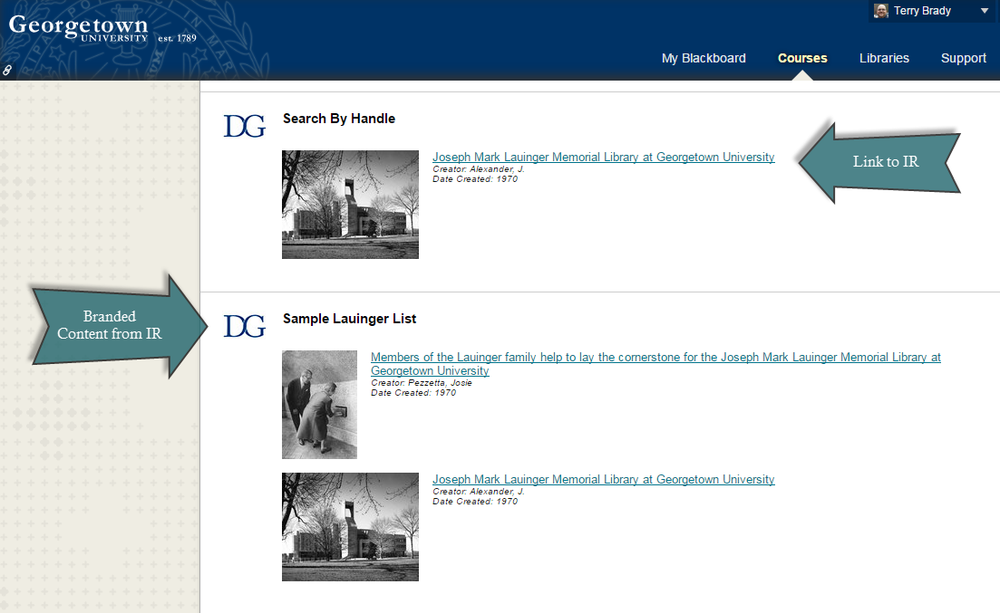 Georgetown
UNIVERSITY est. 1789
Terry Brady
My Blackboard Courses Libraries Support
DG
Search By Handle
Joseph Mark Lauinger Memorial Library at Georgetown University
Creator: Alexander, J.
Date Created: 1970
Link to IR
Branded
Content from IR
DG
Sample Lauinger List
Members of the Lauinger family help to lay the cornerstone for the Joseph Mark Lauinger Memorial Library at
Georgetown University
Creator: Pezzetta, Josie
Date Created: 1970
Joseph Mark Lauinger Memorial Library at Georgetown University
Creator: Alexander, J.
Date Created: 1970